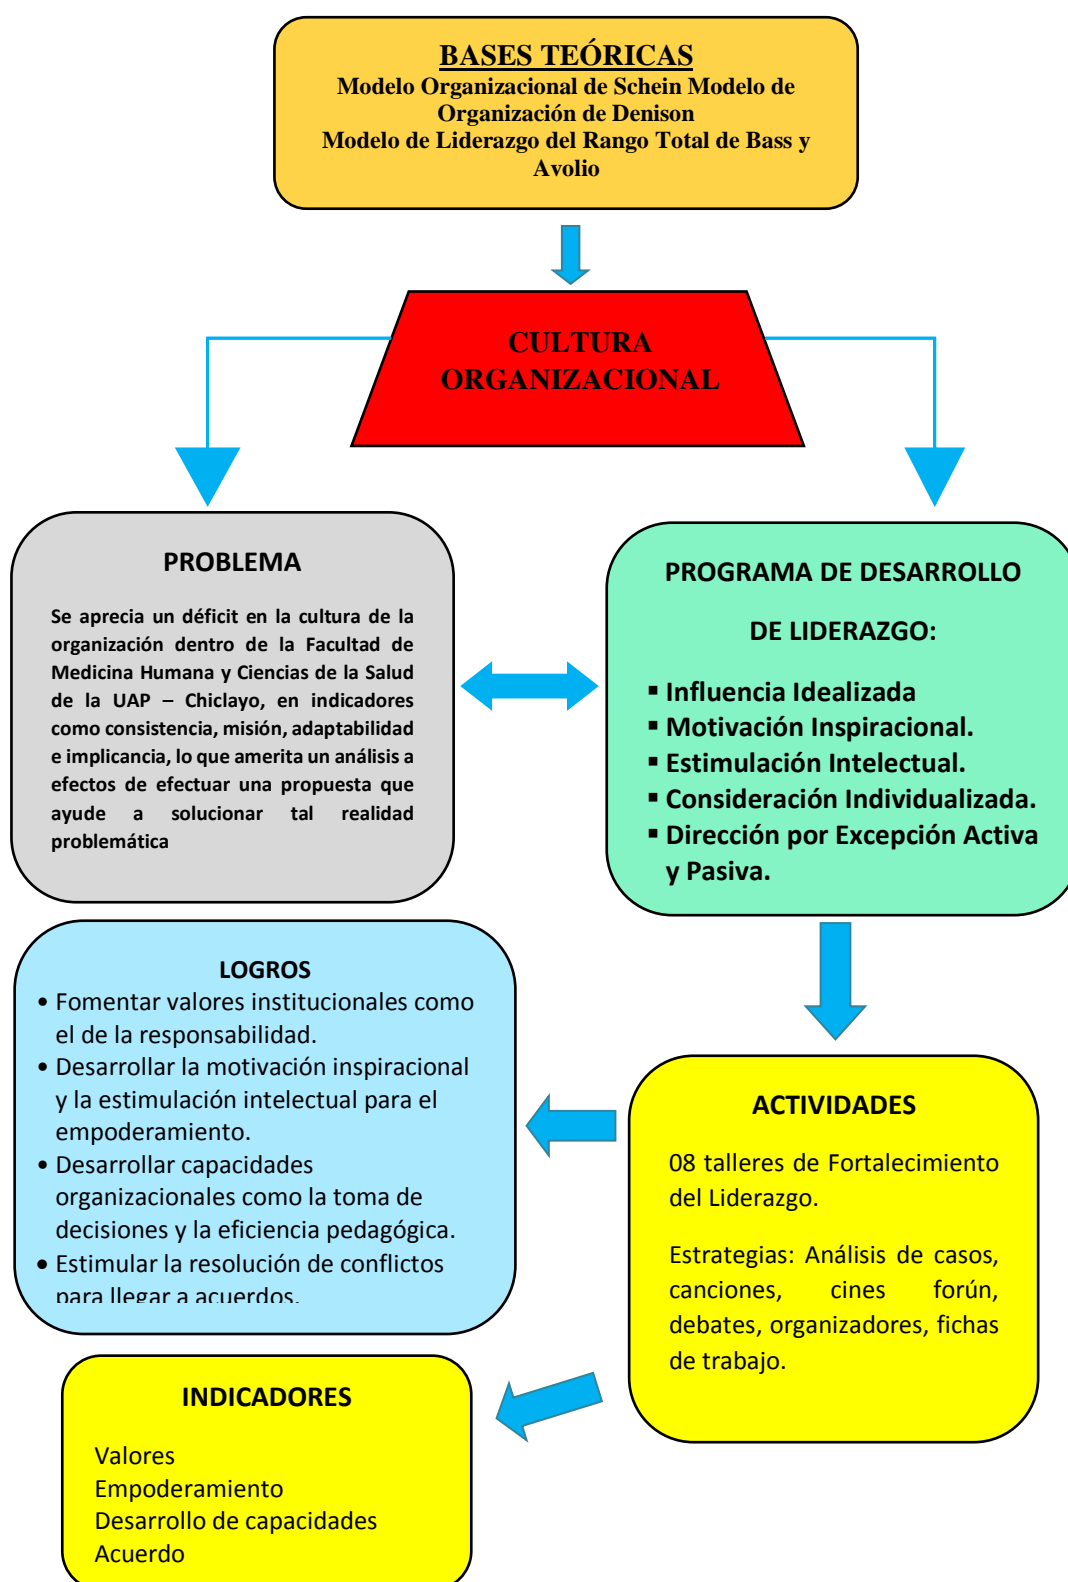 BASES TEÓRICAS
Modelo Organizacional de Schein Modelo de
Organización de Denison
Modelo de Liderazgo del Rango Total de Bass y
Avolio
CULTURA
ORGANIZACIONAL
PROBLEMA
Se aprecia un déficit en la cultura de la
organización dentro de la Facultad de
Medicina Humana y Ciencias de la Salud
de la UAP – Chiclayo, en indicadores
como consistencia, misión, adaptabilidad
e implicancia, lo que amerita un análisis a
efectos de efectuar una propuesta que
ayude a solucionar tal realidad
problemática
PROGRAMA DE DESARROLLO
DE LIDERAZGO:
▪ Influencia Idealizada
▪ Motivación Inspiracional.
▪ Estimulación Intelectual.
▪ Consideración Individualizada.
▪ Dirección por Excepción Activa
y Pasiva.
LOGROS
• Fomentar valores institucionales como
el de la responsabilidad.
• Desarrollar la motivación inspiracional
y la estimulación intelectual para el
empoderamiento.
• Desarrollar capacidades
organizacionales como la toma de
decisiones y la eficiencia pedagógica.
• Estimular la resolución de conflictos
para llegar a acuerdos.
ACTIVIDADES
08 talleres de Fortalecimiento
del Liderazgo.
Estrategias: Análisis de casos,
canciones, cines forún,
debates, organizadores, fichas
de trabajo.
INDICADORES
Valores
Empoderamiento
Desarrollo de capacidades
Acuerdo